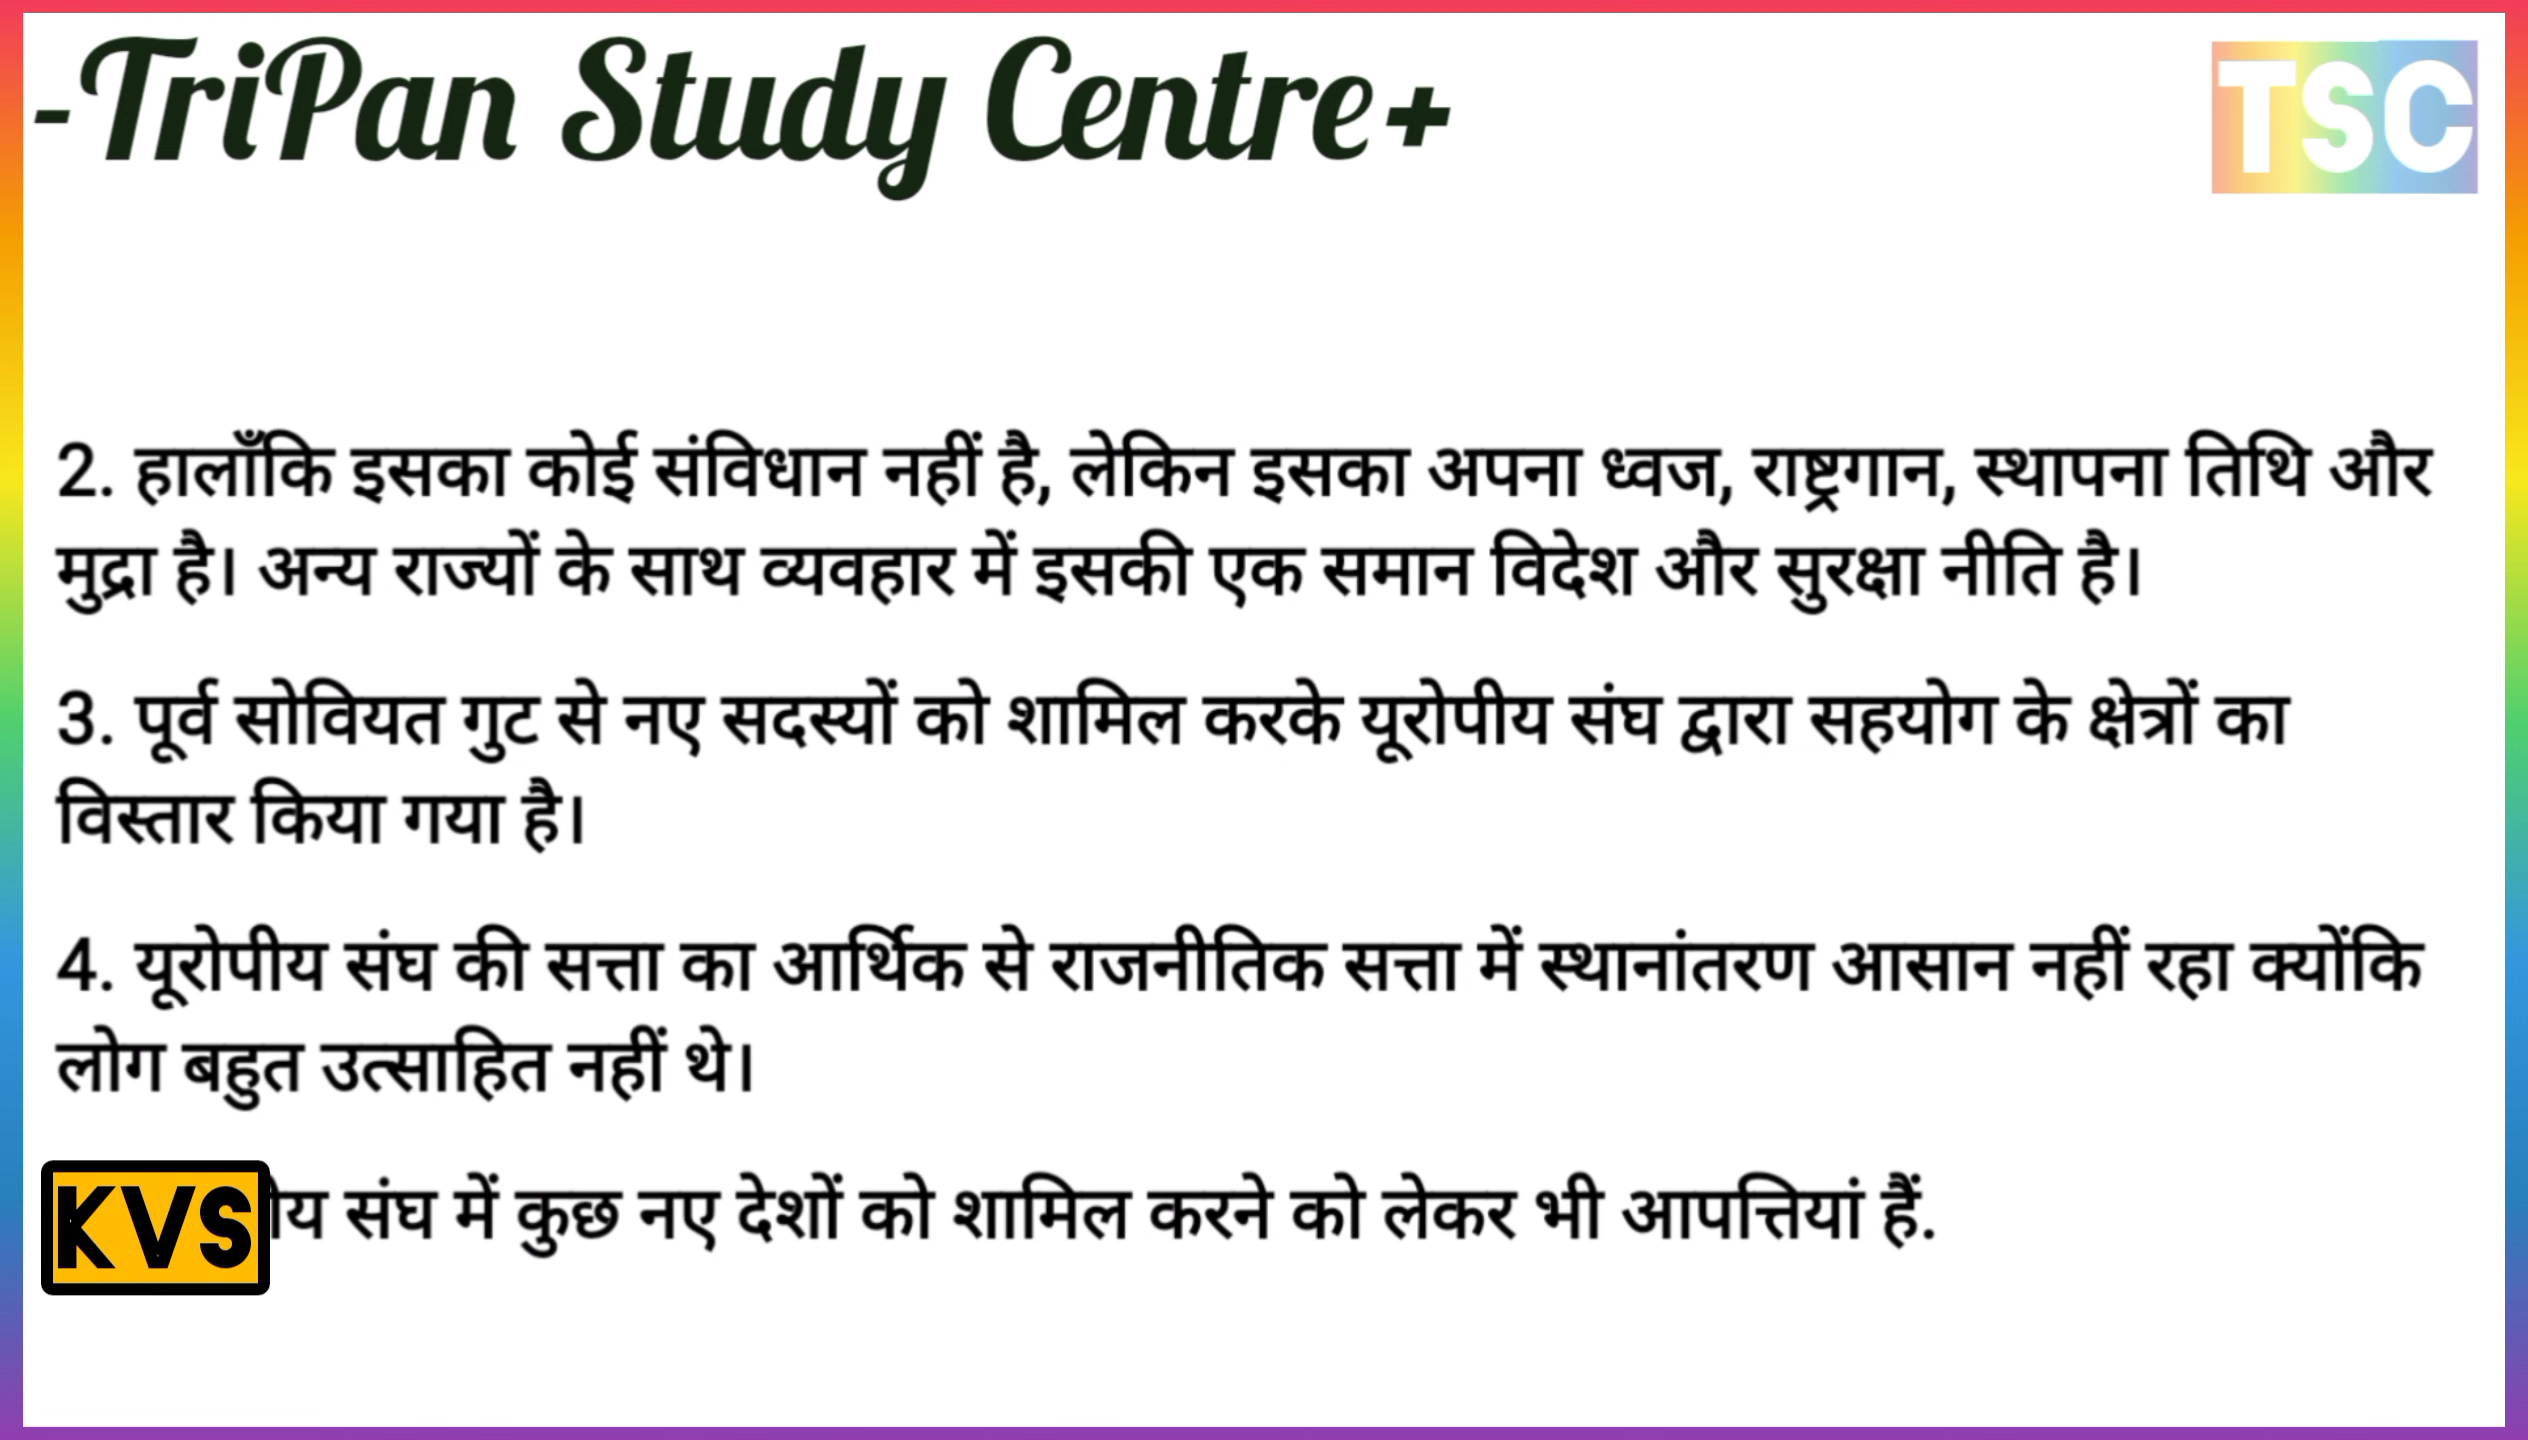 -TriPan Study Centre+
TSC
2. हालाँकि इसका कोई संविधान नहीं है, लेकिन इसका अपना ध्वज, राष्ट्रगान, स्थापना तिथि और
मुद्रा है। अन्य राज्यों के साथ व्यवहार में इसकी एक समान विदेश और सुरक्षा नीति है।
3. पूर्व सोवियत गुट से नए सदस्यों को शामिल करके यूरोपीय संघ द्वारा सहयोग के क्षेत्रों का
विस्तार किया गया है।
4. यूरोपीय संघ की सत्ता का आर्थिक से राजनीतिक सत्ता में स्थानांतरण आसान नहीं रहा क्योंकि
लोग बहुत उत्साहित नहीं थे।
KVS संघ में कुछ नए देशों को शामिल करने को लेकर भी आपत्तियां हैं.